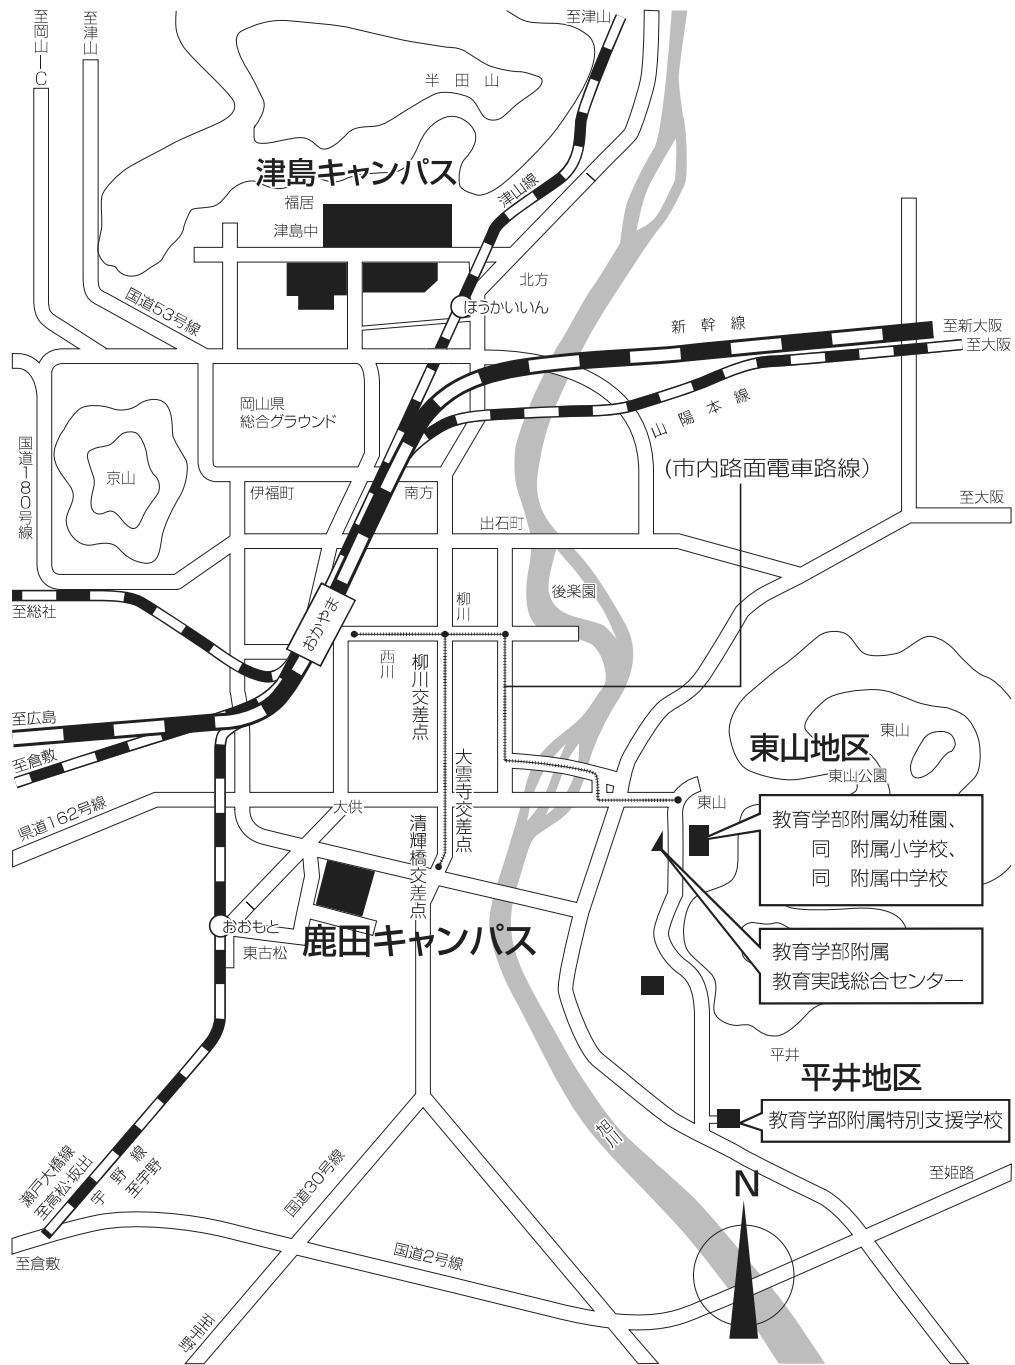 至岡山IC
至津山
至津山
半田山
津島キャンパス
福居
津島中
津山線
北方
ほうかいいん
国道53号線
新幹線
至新大阪
至大阪
山陽本線
岡山県
総合グラウンド
国道180号線
京山
(市内路面電車路線)
伊福町
南方
出石町
至大阪
後楽園
柳川
至総社
おかやま
西川
柳川交差点
至広島
至倉敷
大雲寺交差点
東山
東山地区
東山公園
県道162号線
大供
清輝橋交差点
東山
教育学部附属幼稚園、
同 附属小学校、
同 附属中学校
おおもと
東古松
鹿田キャンパス
教育学部附属
教育実践総合センター
平井
平井地区
教育学部附属特別支援学校
旭川
瀬戸大橋線
至高松・坂出
宇野線
至宇野
国道30号線
至姫路
N
至倉敷
国道2号線
至玉野